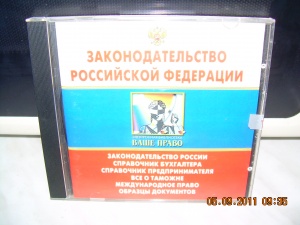 ЗАКОНОДАТЕЛЬСТВО
РОССИЙСКОЙ ФЕДЕРАЦИИ
ВАШЕ ПРАВО
ЗАКОНОДАТЕЛЬСТВО РОССИИ
СПРАВОЧНИК БУХГАЛТЕРА
СПРАВОЧНИК ПРЕДПРИНИМАТЕЛЯ
ВСЕ О ТАМОЖНЕ
МЕЖДУНАРОДНОЕ ПРАВО
ОБРАЗЦЫ ДОКУМЕНТОВ
05.09.2011 09:35